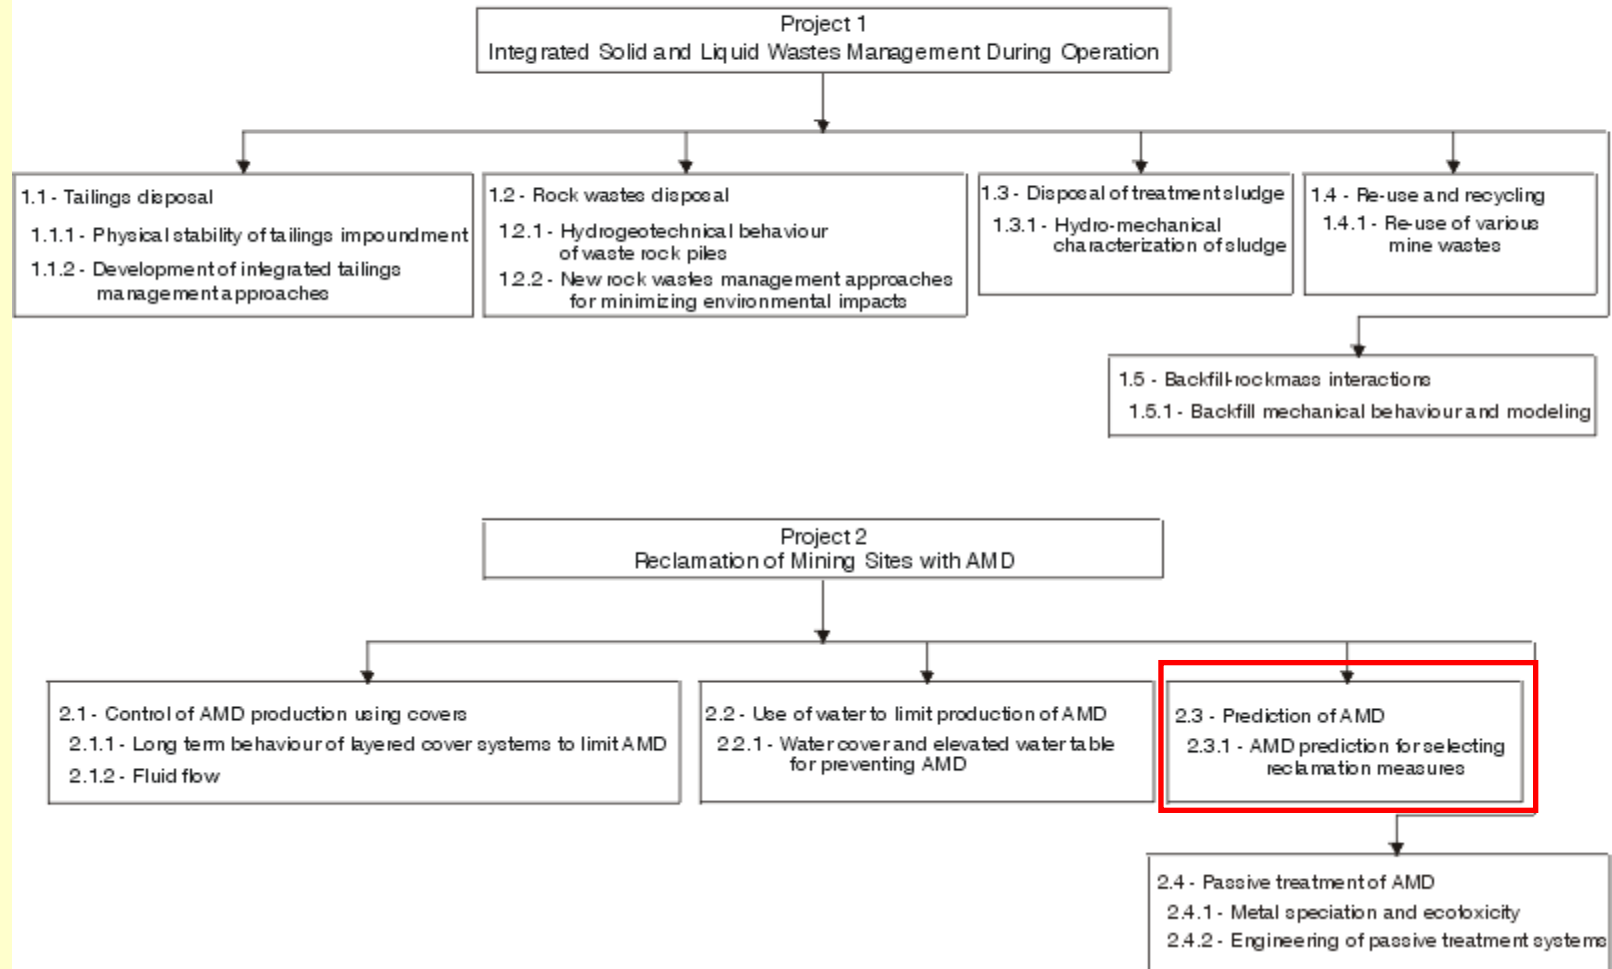 Project 1
Integrated Solid and Liquid Wastes Management During Operation
1.1 - Tailings disposal
1.1.1 - Physical stability of tailings impoundment
1.1.2 - Development of integrated tailings
management approaches
1.2 - Rock wastes disposal
1.2.1 - Hydrogeotechnical behaviour
of waste rock piles
1.2.2 - New rock wastes management approaches
for minimizing environmental impacts
1.3 - Disposal of treatment sludge
1.3.1 - Hydro-mechanical
characterization of sludge
1.4 - Re-use and recycling
1.4.1 - Re-use of various
mine wastes
1.5 - Backfill-rockmass interactions
1.5.1 - Backfill mechanical behaviour and modeling
Project 2
Reclamation of Mining Sites with AMD
2.1 - Control of AMD production using covers
2.1.1 - Long term behaviour of layered cover systems to limit AMD
2.1.2 - Fluid flow
2.2 - Use of water to limit production of AMD
2.2.1 - Water cover and elevated water table
for preventing AMD
2.3 - Prediction of AMD
2.3.1 - AMD prediction for selecting
reclamation measures
2.4 - Passive treatment of AMD
2.4.1 - Metal speciation and ecotoxicity
2.4.2 - Engineering of passive treatment systems